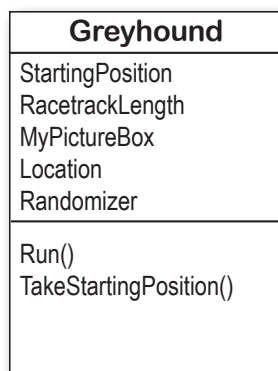 Greyhound
StartingPosition
RacetrackLength
MyPictureBox
Location
Randomizer
Run()
TakeStartingPosition()